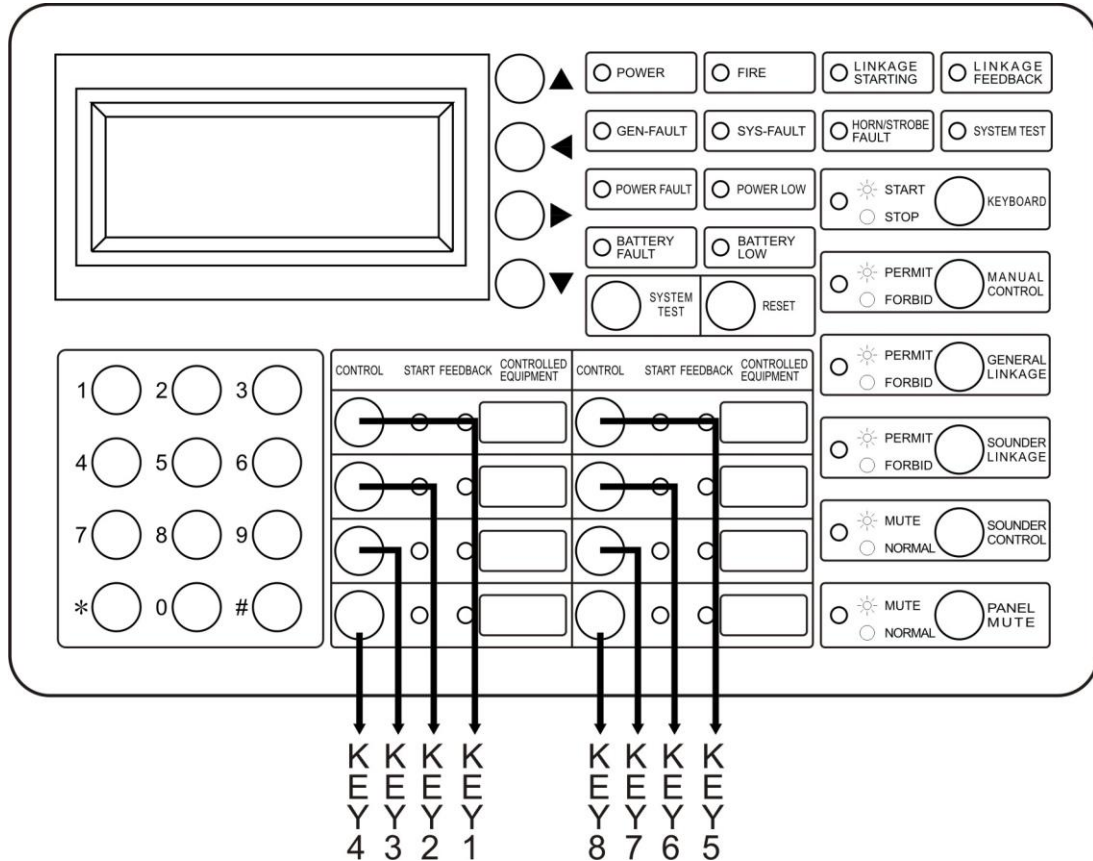 POWER
FIRE
LINKAGE
STARTING
LINKAGE
FEEDBACK
GEN-FAULT
SYS-FAULT
HORN/STROBE
FAULT
SYSTEM TEST
POWER FAULT
POWER LOW
START
STOP
KEYBOARD
BATTERY
FAULT
BATTERY
LOW
PERMIT
FORBID
MANUAL
CONTROL
SYSTEM
TEST
RESET
PERMIT
FORBID
GENERAL
LINKAGE
PERMIT
FORBID
SOUNDER
LINKAGE
MUTE
NORMAL
SOUNDER
CONTROL
MUTE
NORMAL
PANEL
MUTE
1 2 3
4 5 6
7 8 9
* 0 #
CONTROL START FEEDBACK CONTROLLED
EQUIPMENT
CONTROL START FEEDBACK CONTROLLED
EQUIPMENT
KEY4
KEY3
KEY2
KEY1
KEY8
KEY7
KEY6
KEY5